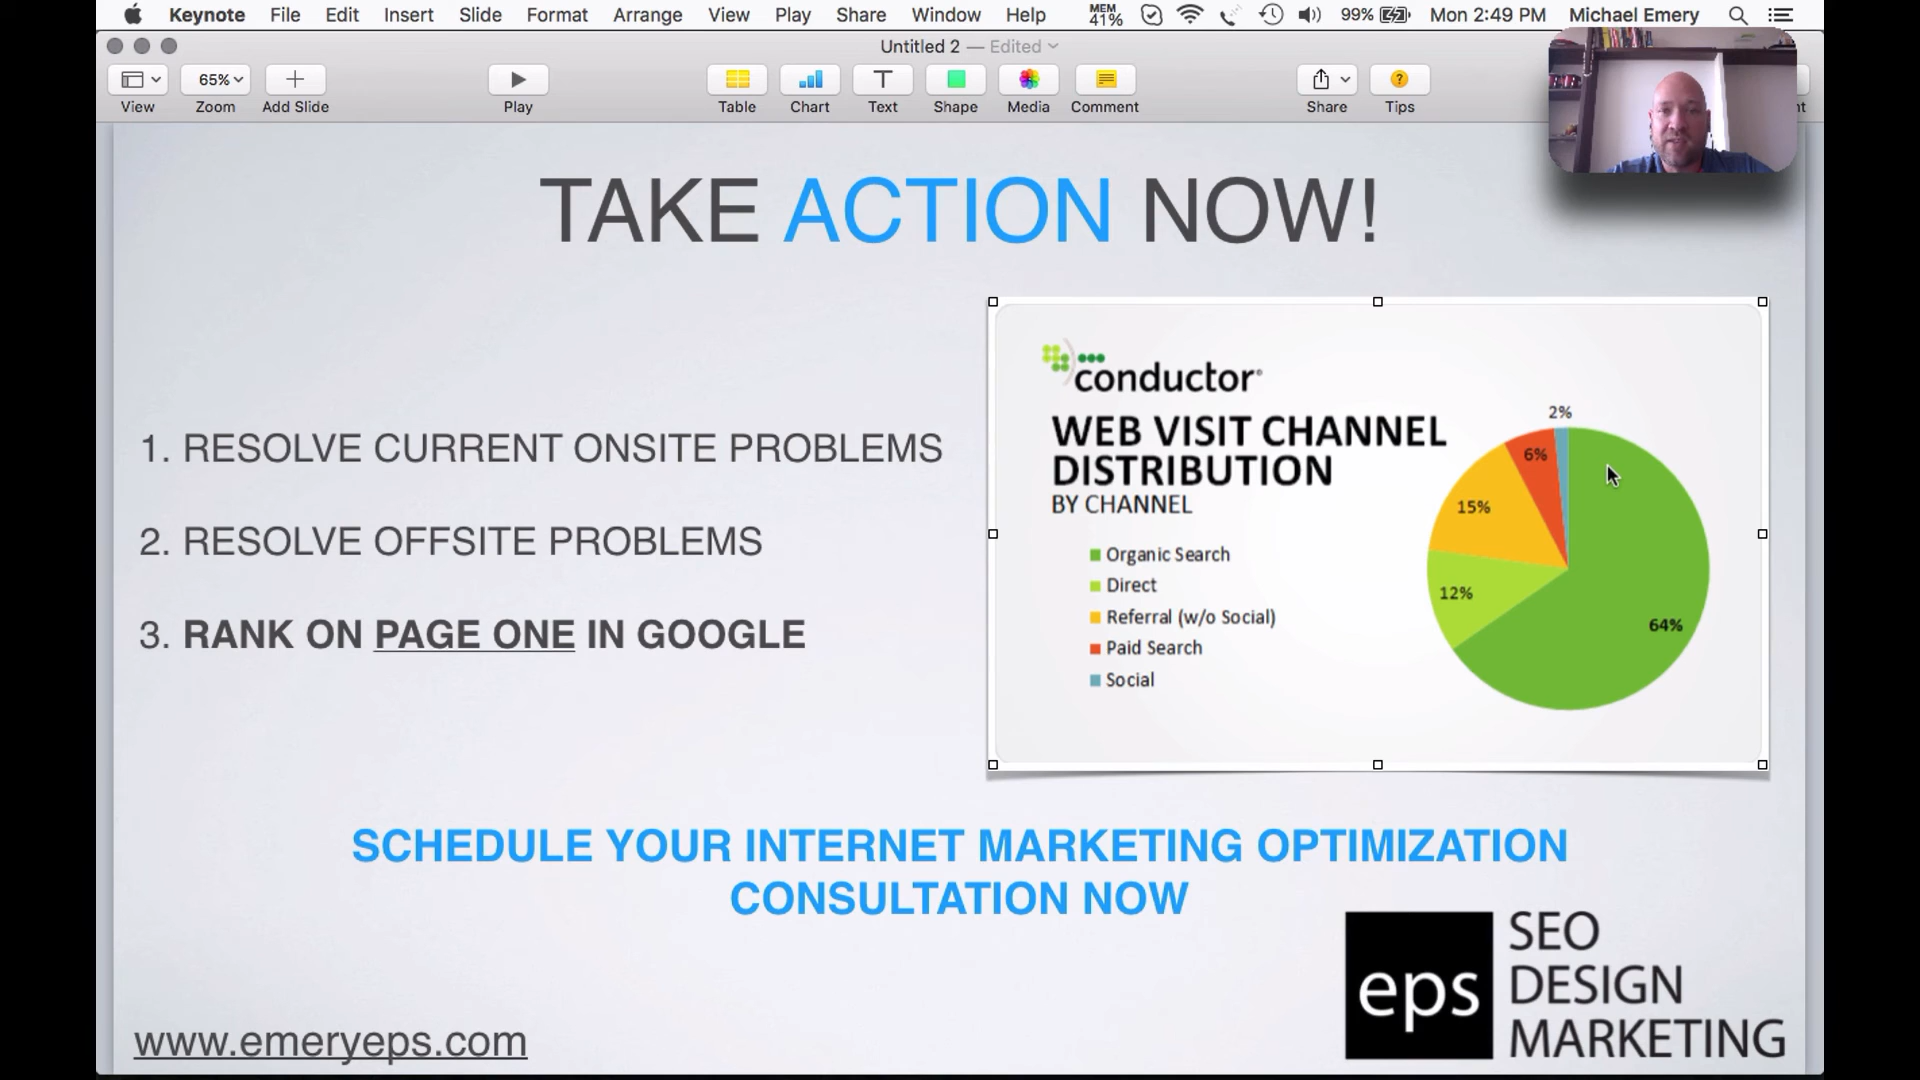 Keynote File Edit Insert Slide Format Arrange View Play Share Window Help MEM 41% 99% Mon 2:49 PM Michael Emery
Untitled 2 — Edited
65%
View Zoom Add Slide Play Table Chart Text Shape Media Comment Share Tips
TAKE ACTION NOW!
1. RESOLVE CURRENT ONSITE PROBLEMS
2. RESOLVE OFFSITE PROBLEMS
3. RANK ON PAGE ONE IN GOOGLE
conductor
WEB VISIT CHANNEL
DISTRIBUTION
BY CHANNEL
Organic Search
Direct
Referral (w/o Social)
Paid Search
Social
2%
6%
15%
12%
64%
SCHEDULE YOUR INTERNET MARKETING OPTIMIZATION
CONSULTATION NOW
eps
SEO
DESIGN
MARKETING
www.emeryeps.com